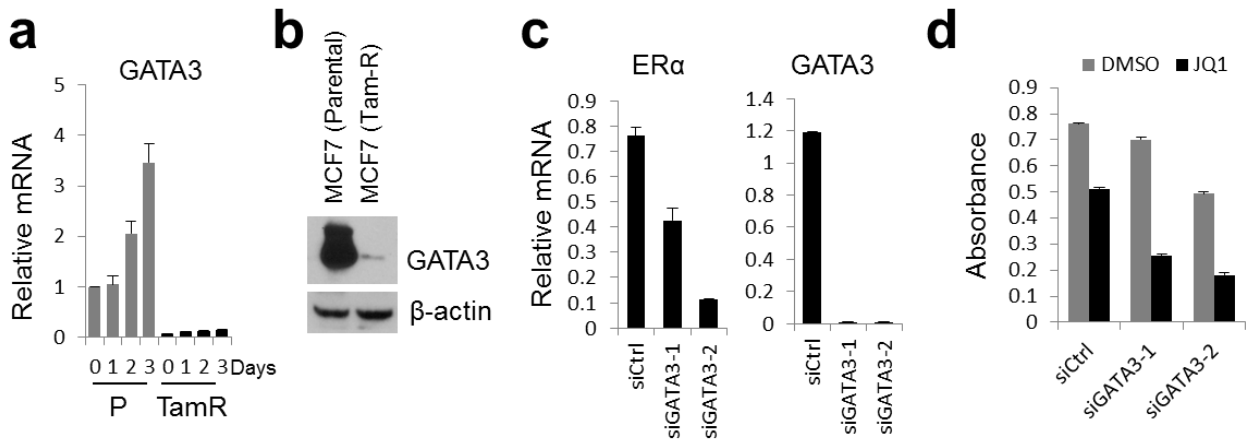 a
GATA3
Relative mRNA
5
4
3
2
1
0
0 1 2 3 0 1 2 3 Days
P TamR
b
MCF7 (Parental)
MCF7 (Tam-R)
GATA3
β-actin
c
ERα
Relative mRNA
0.9
0.8
0.7
0.6
0.5
0.4
0.3
0.2
0.1
0
siCtrl
siGATA3-1
siGATA3-2
GATA3
1.4
1.2
1
0.8
0.6
0.4
0.2
0
siCtrl
siGATA3-1
siGATA3-2
d
DMSO JQ1
Absorbance
0.9
0.8
0.7
0.6
0.5
0.4
0.3
0.2
0.1
0
siCtrl
siGATA3-1
siGATA3-2